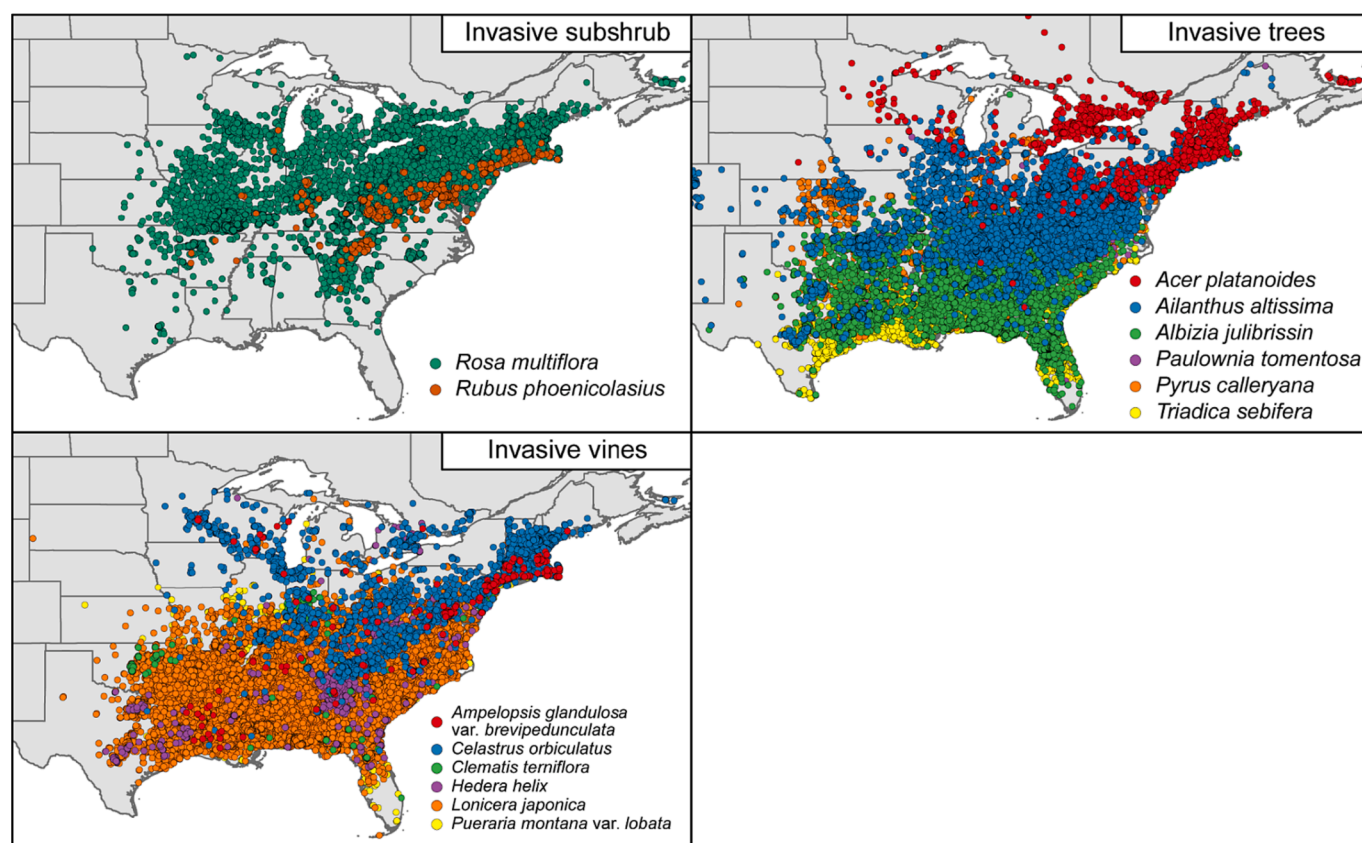 Invasive subshrub
Rosa multiflora
Rubus phoenicolasius
Invasive trees
Acer platanoides
Ailanthus altissima
Albizia julibrissin
Paulownia tomentosa
Pyrus calleryana
Triadica sebifera
Invasive vines
Ampelopsis glandulosa
var. brevipedunculata
Celastrus orbiculatus
Clematis terniflora
Hedera helix
Lonicera japonica
Pueraria montana var. lobata